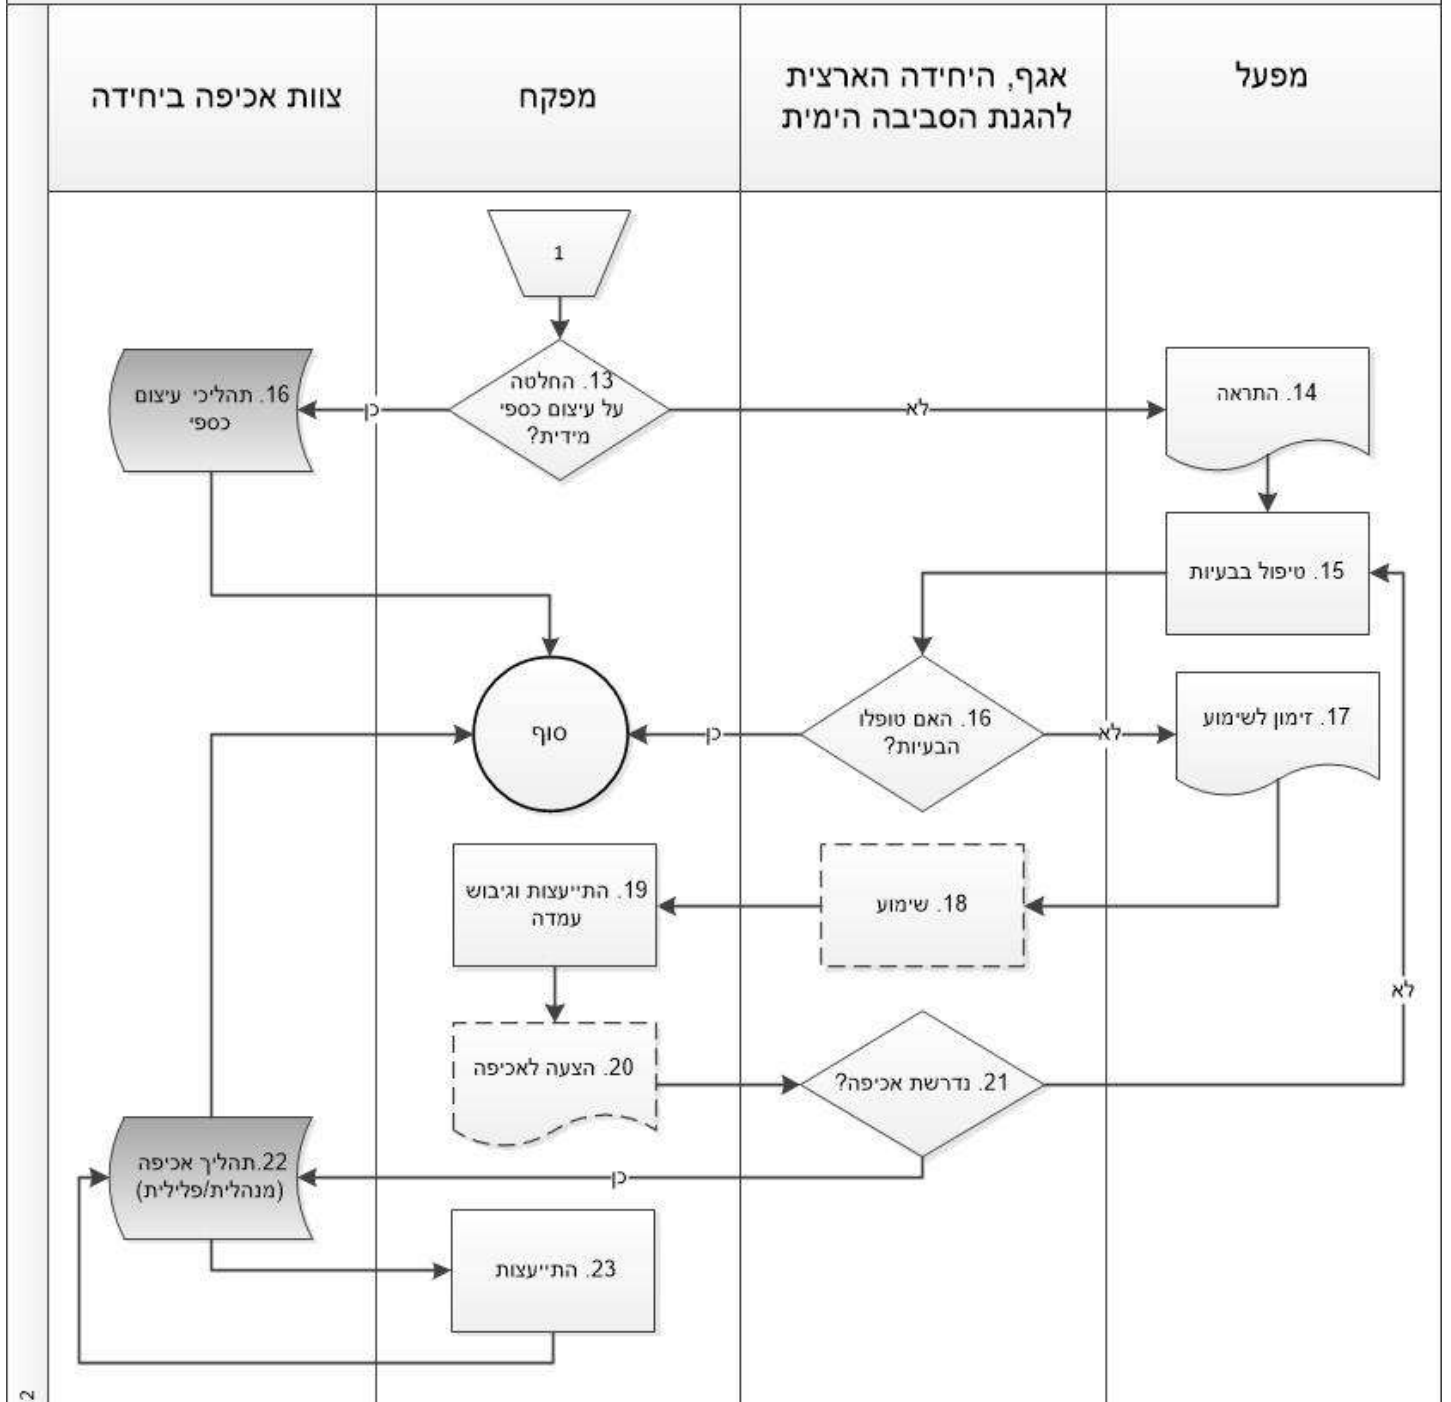 מפעל
אגף, היחידה הארצית
להגנת הסביבה הימית
מפקח
צוות אכיפה ביחידה
1
13. החלטה
על עיצום כספי
מידית?
לא
כן
14. התראה
16. תהליכי עיצום
כספי
15. טיפול בבעיות
16. האם טופלו
הבעיות?
לא
כן
17. זימון לשימוע
סוף
18. שימוע
19. התייעצות וגיבוש
עמדה
20. הצעה לאכיפה
21. נדרשת אכיפה?
לא
כן
22.תהליך אכיפה
(מנהלית/פלילית)
23. התייעצות
2